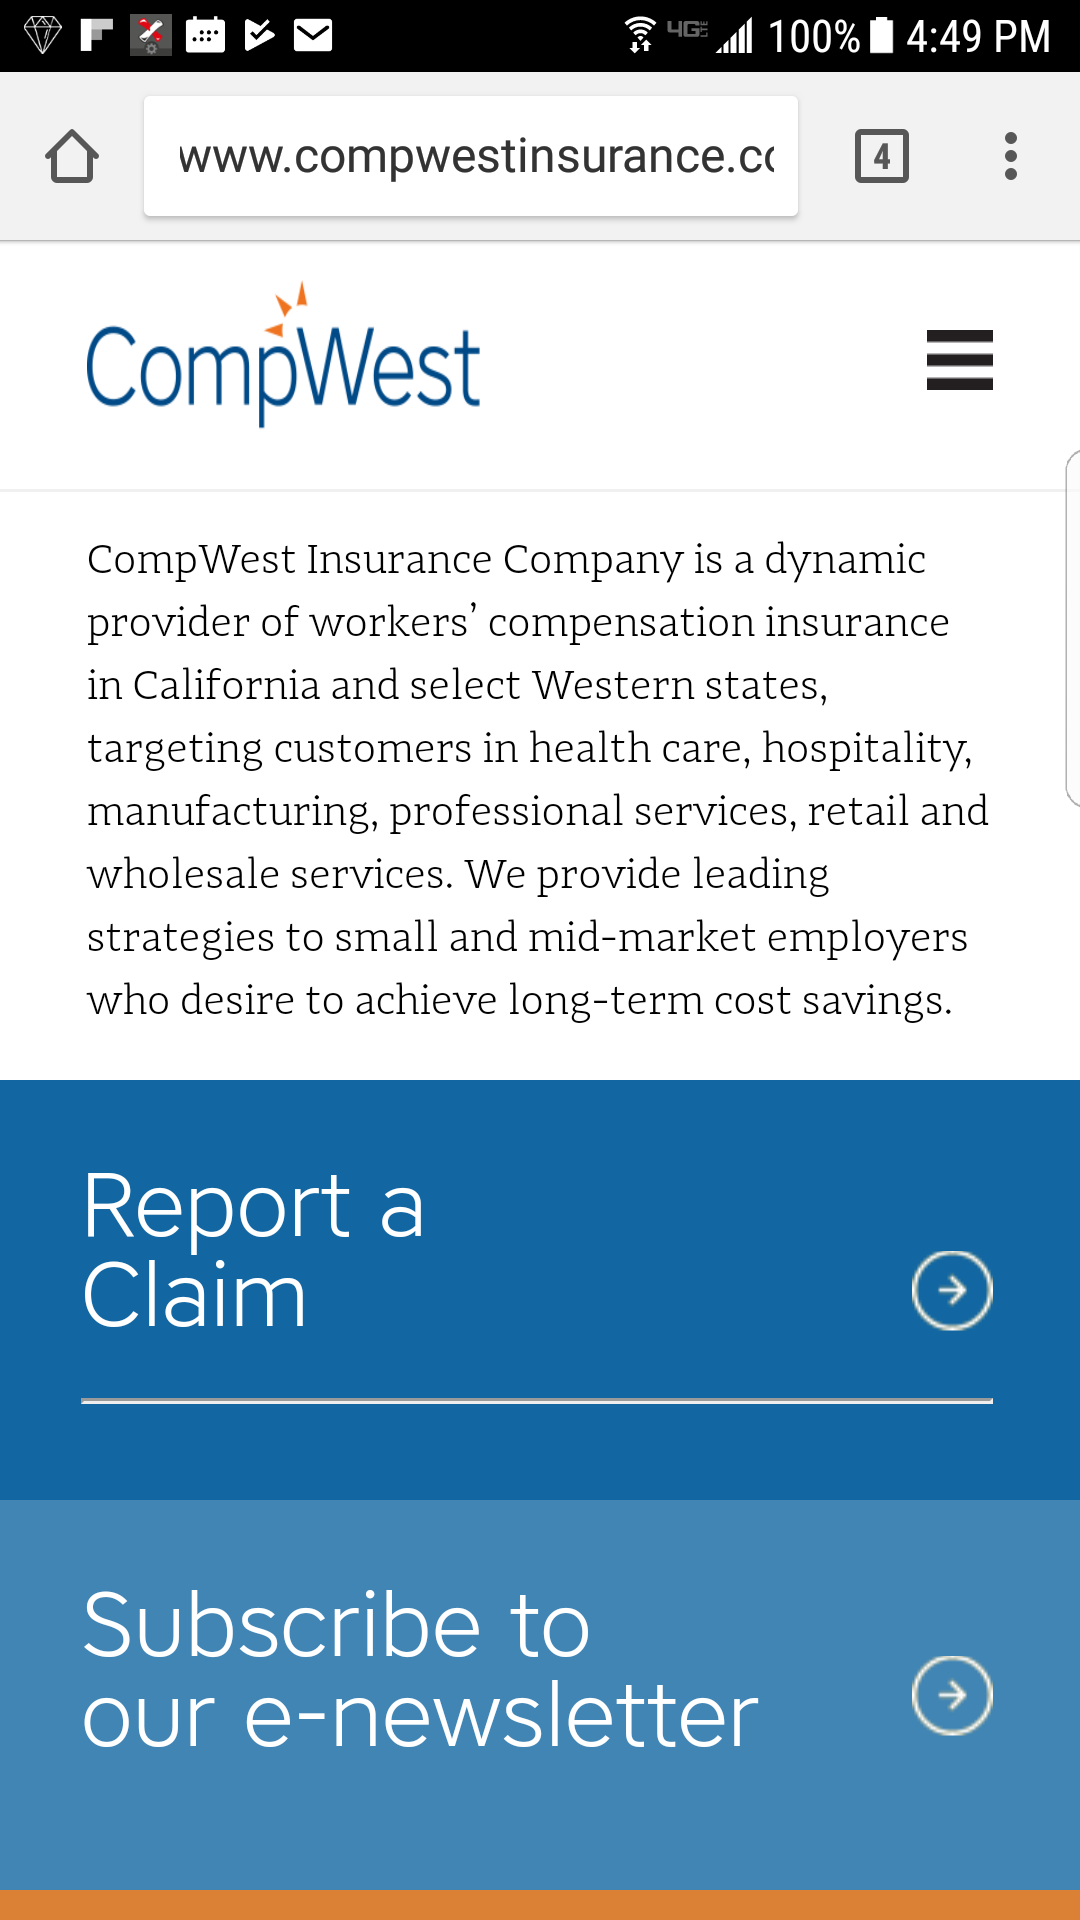 4G LTE 100% 4:49 PM
www.compwestinsurance.co
4
CompWest
CompWest Insurance Company is a dynamic
provider of workers’ compensation insurance
in California and select Western states,
targeting customers in health care, hospitality,
manufacturing, professional services, retail and
wholesale services. We provide leading
strategies to small and mid-market employers
who desire to achieve long-term cost savings.
Report a
Claim
Subscribe to
our e-newsletter